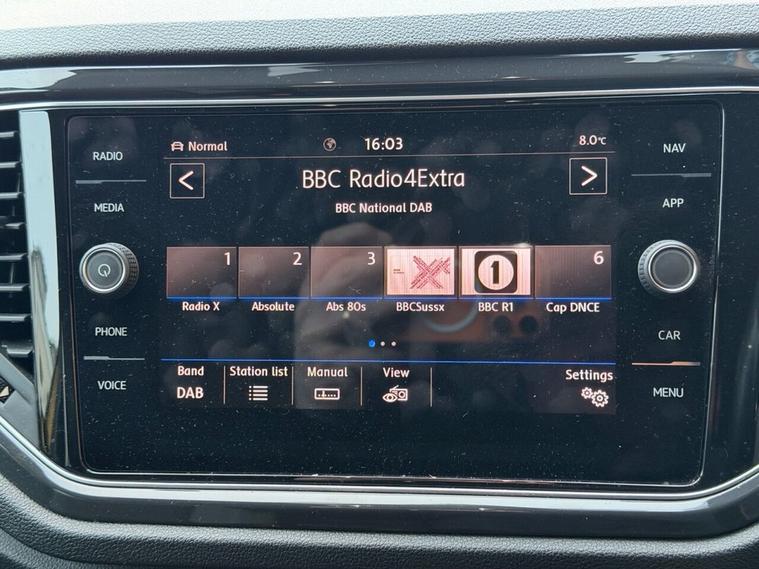 RADIO
MEDIA
PHONE
VOICE
Normal 16:03 8.0°C
< BBC Radio4Extra >
BBC National DAB
1 2 3 1 6
Radio X Absolute Abs 80s BBCSussx BBC R1 Cap DNCE
Band Station list Manual View Settings
DAB
NAV
APP
CAR
MENU